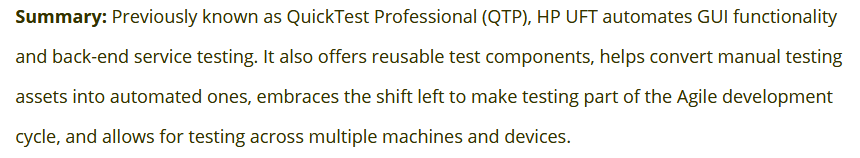 Summary: Previously known as QuickTest Professional (QTP), HP UFT automates GUI functionality
and back-end service testing. It also offers reusable test components, helps convert manual testing
assets into automated ones, embraces the shift left to make testing part of the Agile development
cycle, and allows for testing across multiple machines and devices.